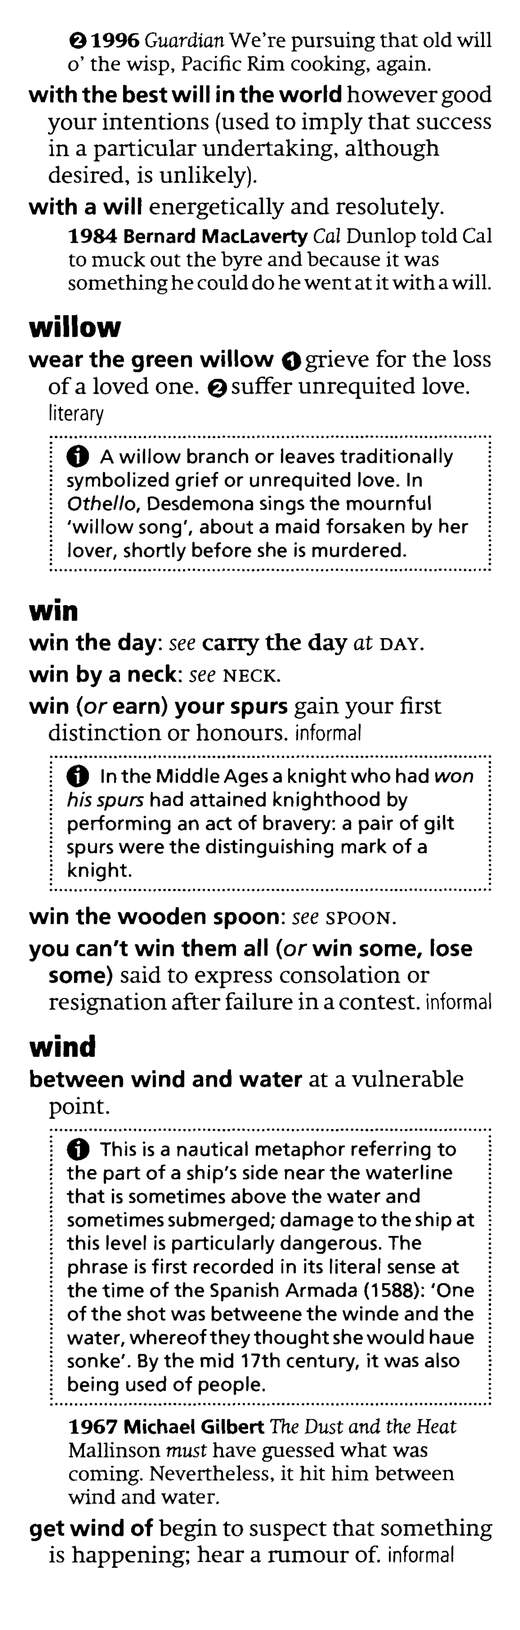 ❷ 1996 Guardian We're pursuing that old will
o' the wisp, Pacific Rim cooking, again.
with the best will in the world however good
your intentions (used to imply that success
in a particular undertaking, although
desired, is unlikely).
with a will energetically and resolutely.
1984 Bernard MacLaverty Cal Dunlop told Cal
to muck out the byre and because it was
something he could do he went at it with a will.
willow
wear the green willow ❶ grieve for the loss
of a loved one. ❷ suffer unrequited love.
literary
ℹ A willow branch or leaves traditionally
symbolized grief or unrequited love. In
Othello, Desdemona sings the mournful
'willow song', about a maid forsaken by her
lover, shortly before she is murdered.
win
win the day: see carry the day at DAY.
win by a neck: see NECK.
win (or earn) your spurs gain your first
distinction or honours. informal
ℹ In the Middle Ages a knight who had won
his spurs had attained knighthood by
performing an act of bravery: a pair of gilt
spurs were the distinguishing mark of a
knight.
win the wooden spoon: see SPOON.
you can't win them all (or win some, lose
some) said to express consolation or
resignation after failure in a contest. informal
wind
between wind and water at a vulnerable
point.
ℹ This is a nautical metaphor referring to
the part of a ship's side near the waterline
that is sometimes above the water and
sometimes submerged; damage to the ship at
this level is particularly dangerous. The
phrase is first recorded in its literal sense at
the time of the Spanish Armada (1588): 'One
of the shot was betweene the winde and the
water, whereof they thought she would haue
sonke'. By the mid 17th century, it was also
being used of people.
1967 Michael Gilbert The Dust and the Heat
Mallinson must have guessed what was
coming. Nevertheless, it hit him between
wind and water.
get wind of begin to suspect that something
is happening; hear a rumour of. informal